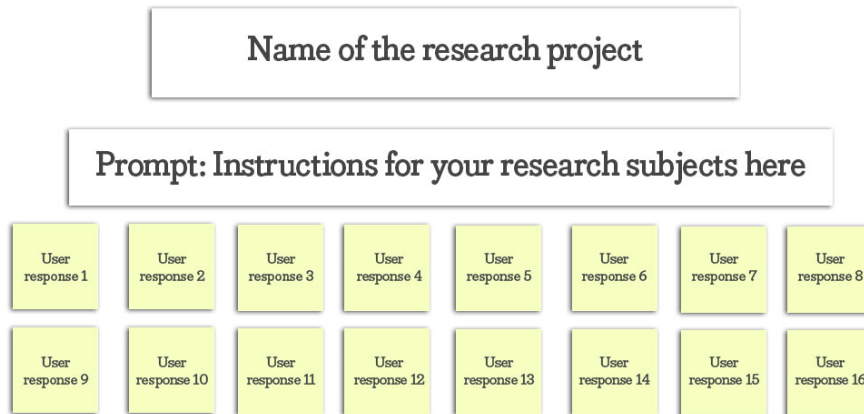 Name of the research project
Prompt: Instructions for your research subjects here
User response 1
User response 2
User response 3
User response 4
User response 5
User response 6
User response 7
User response 8
User response 9
User response 10
User response 11
User response 12
User response 13
User response 14
User response 15
User response 16